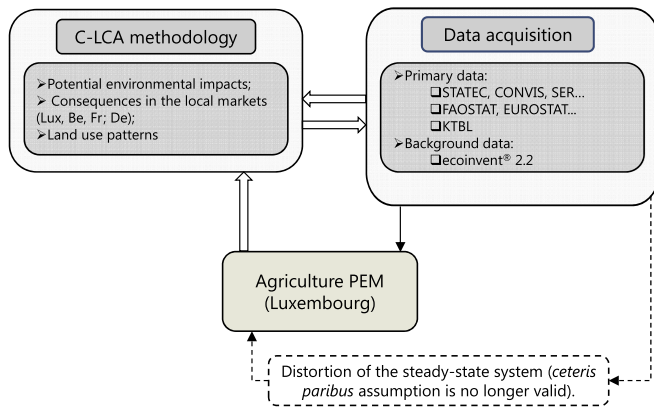 C-LCA methodology
➢Potential environmental impacts;
➢ Consequences in the local markets
(Lux, Be, Fr; De);
➢Land use patterns
Data acquisition
➢Primary data:
❑STATEC, CONVIS, SER...
❑FAOSTAT, EUROSTAT...
❑KTBL
➢Background data:
❑ecoinvent® 2.2
Agriculture PEM
(Luxembourg)
Distortion of the steady-state system (ceteris
paribus assumption is no longer valid).